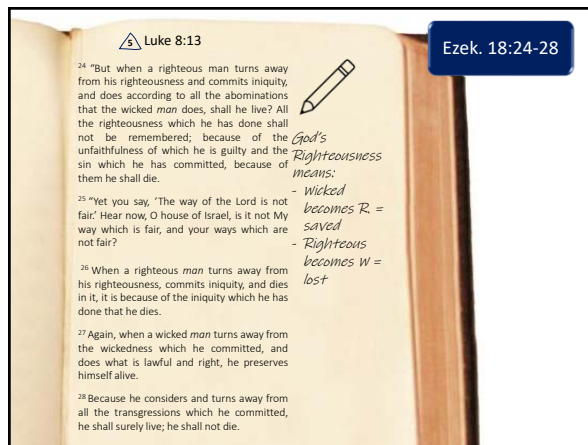 5 Luke 8:13
Ezek. 18:24-28
24 "But when a righteous man turns away
from his righteousness and commits iniquity,
and does according to all the abominations
that the wicked man does, shall he live? All
the righteousness which he has done shall
not be remembered; because of the
unfaithfulness of which he is guilty and the
sin which he has committed, because of
them he shall die.
25 "Yet you say, 'The way of the Lord is not
fair.' Hear now, O house of Israel, is it not My
way which is fair, and your ways which are
not fair?
26 When a righteous man turns away from
his righteousness, commits iniquity, and dies
in it, it is because of the iniquity which he has
done that he dies.
27 Again, when a wicked man turns away from
the wickedness which he committed, and
does what is lawful and right, he preserves
himself alive.
28 Because he considers and turns away from
all the transgressions which he committed,
he shall surely live; he shall not die.
God's
Righteousness
means:
- Wicked
becomes R. =
saved
- Righteous
becomes W =
lost